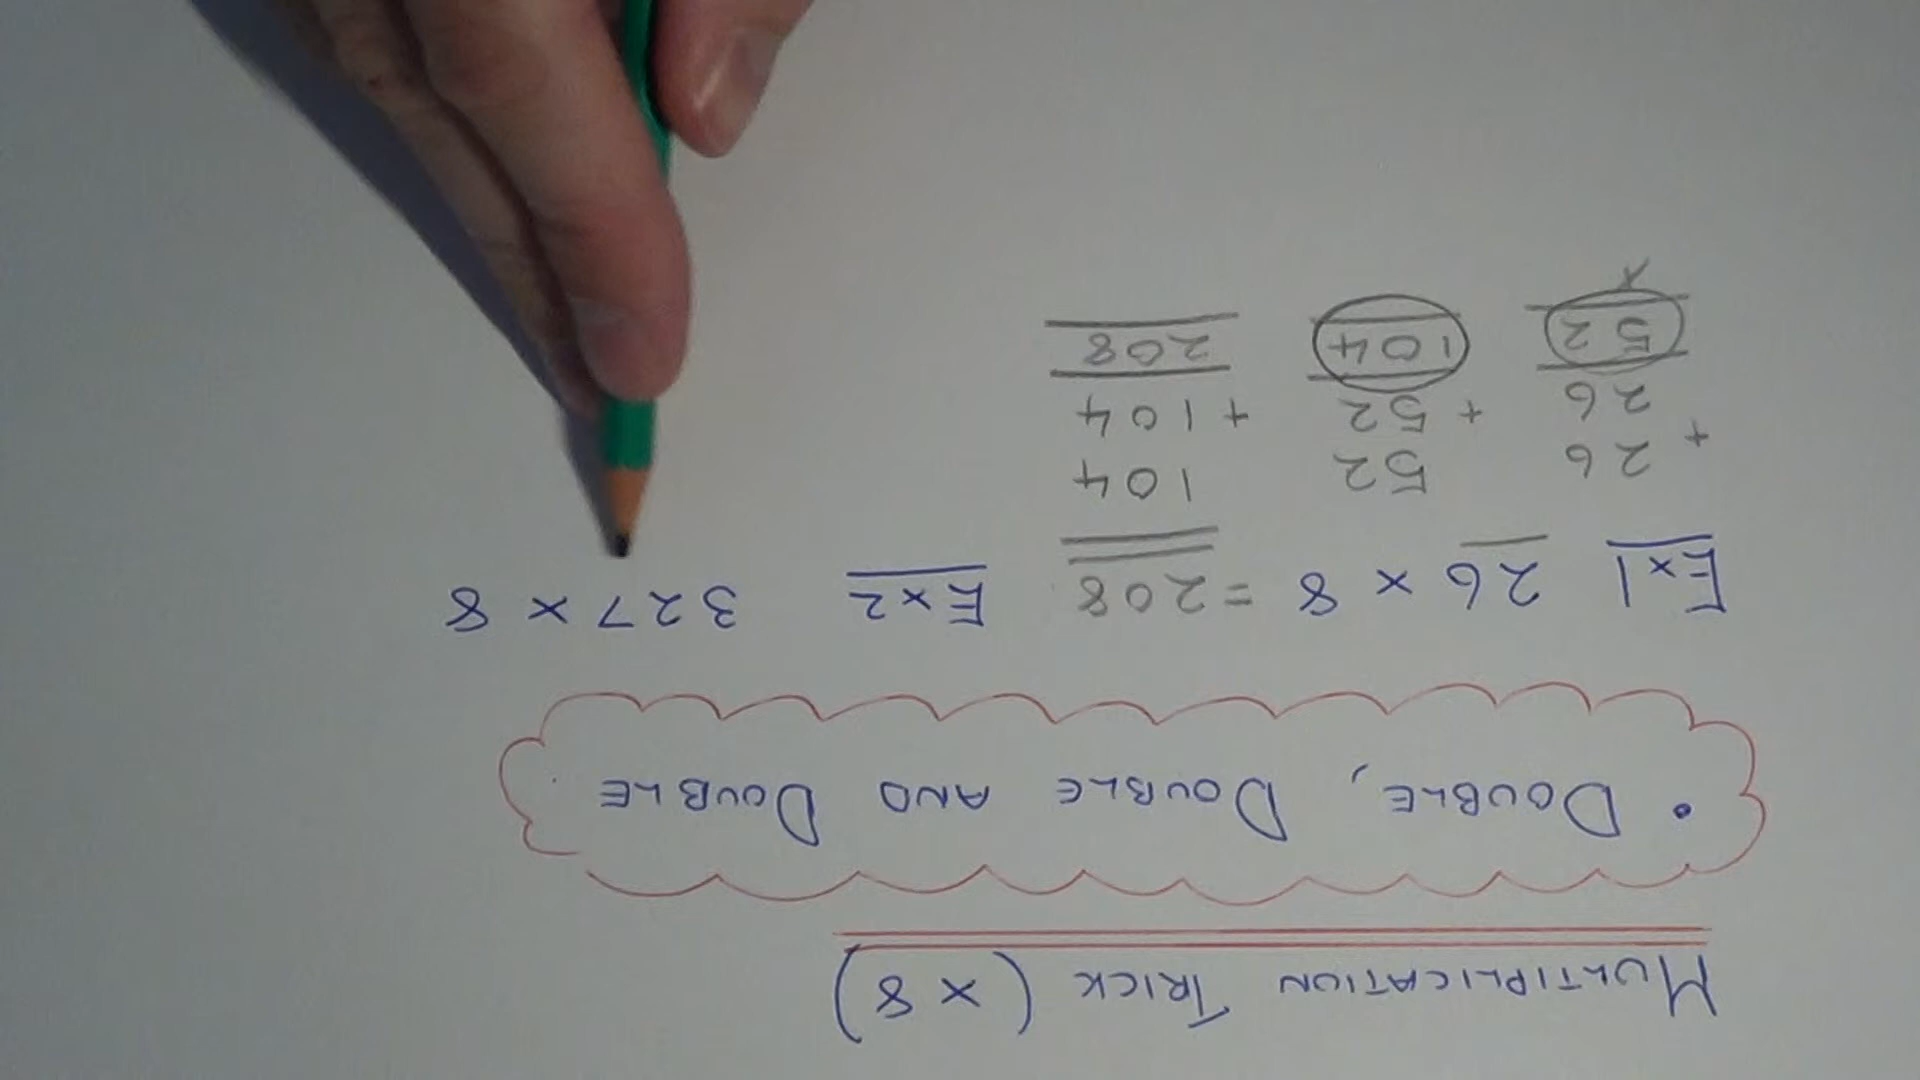 MULTIPLICATION TRICK (× 8)
• DOUBLE, DOUBLE AND DOUBLE
Ex1 26 × 8 = 208 Ex2 327 × 8
26 52 104
+ 26 + 52 + 104
52 104 208